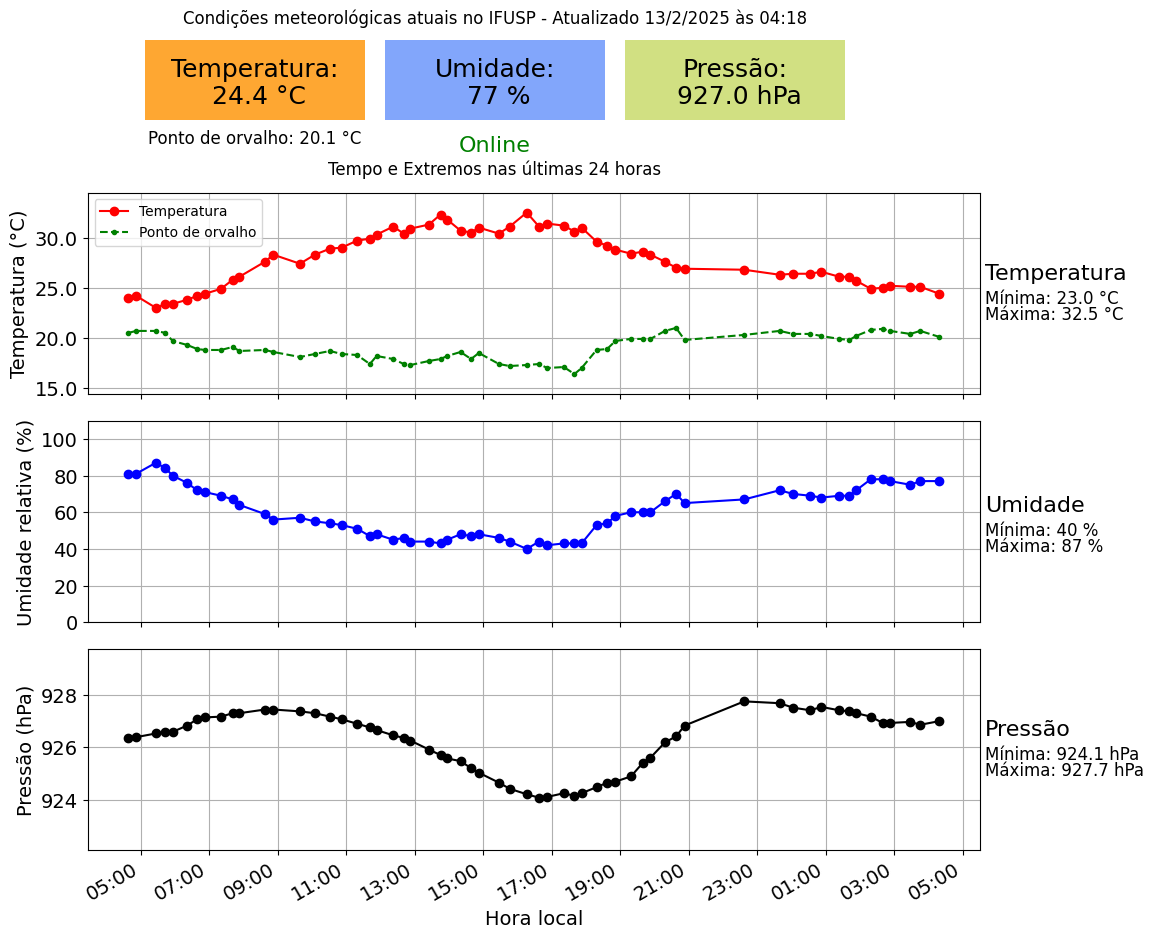 Condições meteorológicas atuais no IFUSP - Atualizado 13/2/2025 às 04:18
Temperatura:
24.4 °C
Umidade:
77 %
Pressão:
927.0 hPa
Ponto de orvalho: 20.1 °C
Online
Tempo e Extremos nas últimas 24 horas
Temperatura (°C)
30.0
25.0
20.0
15.0
Temperatura
Ponto de orvalho
Temperatura
Mínima: 23.0 °C
Máxima: 32.5 °C
Umidade relativa (%)
100
80
60
40
20
0
Umidade
Mínima: 40 %
Máxima: 87 %
Pressão (hPa)
928
926
924
Pressão
Mínima: 924.1 hPa
Máxima: 927.7 hPa
05:00 07:00 09:00 11:00 13:00 15:00 17:00 19:00 21:00 23:00 01:00 03:00 05:00
Hora local